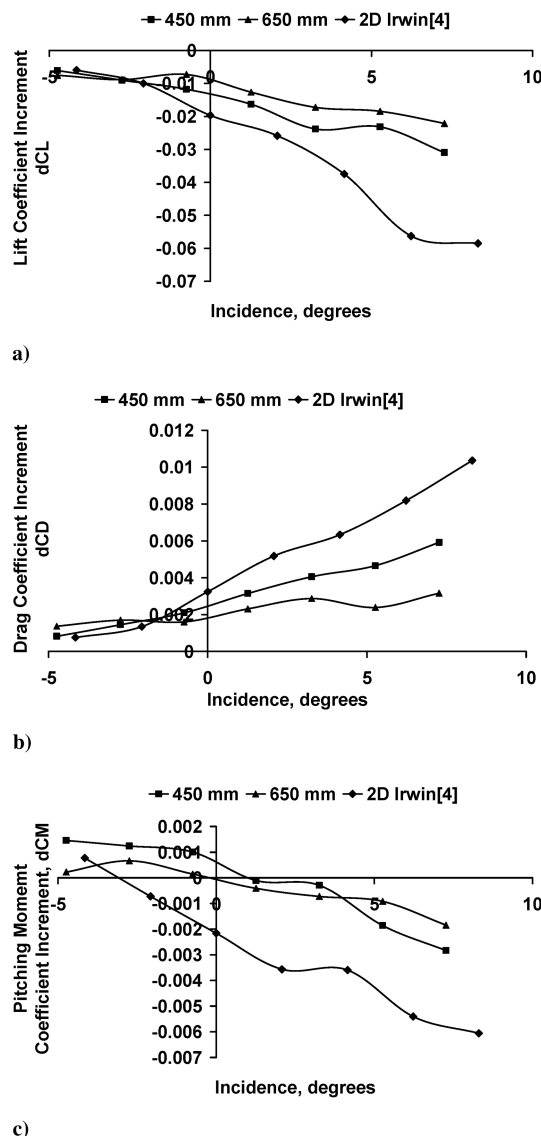 450 mm 650 mm 2D Irwin[4]
0
-5 0 5 10
-0.01
-0.02
-0.03
-0.04
-0.05
-0.06
-0.07
Lift Coefficient Increment
dCL
Incidence, degrees
a)
450 mm 650 mm 2D Irwin[4]
0.012
0.01
0.008
0.006
0.004
0.002
0
-5 0 5 10
Drag Coefficient Increment
dCD
Incidence, degrees
b)
450 mm 650 mm 2D Irwin[4]
0.002
0.001
0
-5 0 5 10
-0.001
-0.002
-0.003
-0.004
-0.005
-0.006
-0.007
Pitching Momemt
Coefficient Increment, dCM
Incidence, degrees
c)